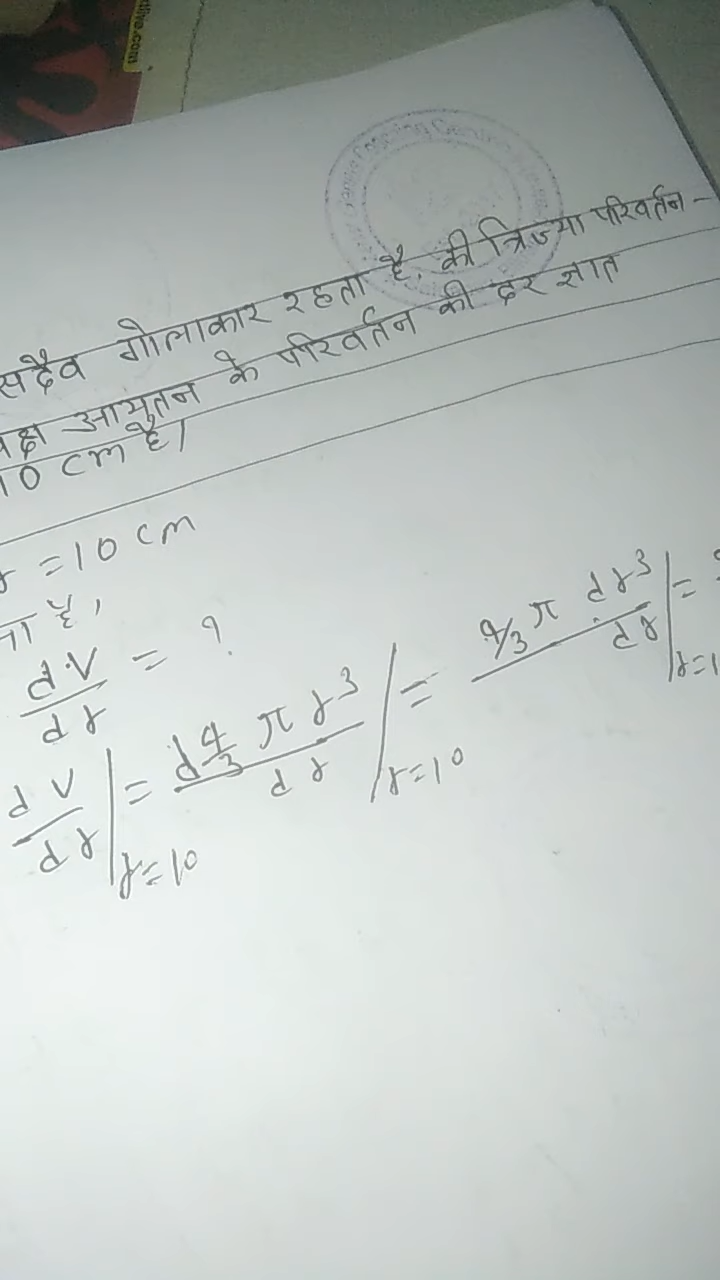 सदैव गोलाकार रहता है, की त्रिज्या परिवर्तन-
आयतन के परिवर्तन की दर ज्ञात
10 cm है।
r = 10 cm
है,
dV/dr = ?
dV/dr|r=10 = d 4/3 π r³/dr|r=10 = 4/3 π dr³/dr|r=1 =